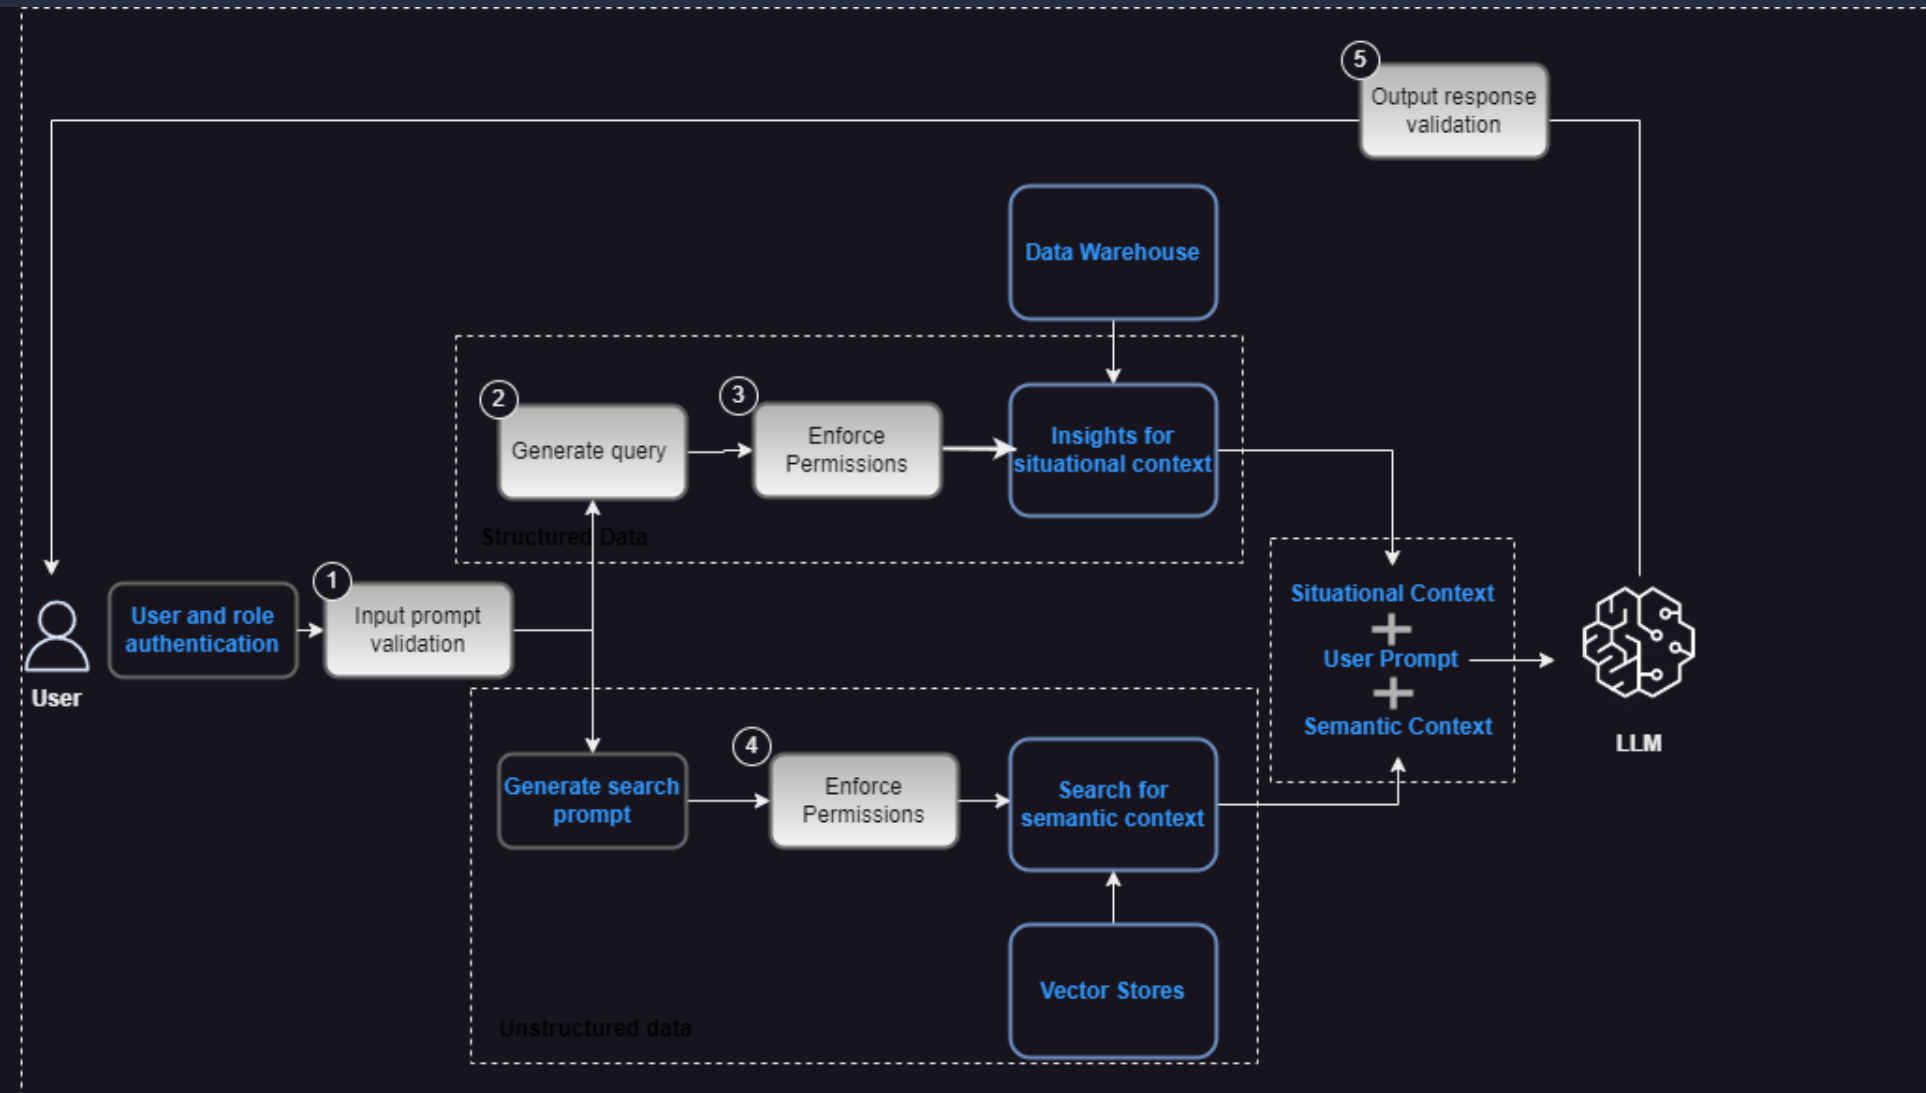 5
Output response
validation
Data Warehouse
2
Generate query
3
Enforce
Permissions
Insights for
situational context
Structured Data
User
User and role
authentication
1
Input prompt
validation
Situational Context
User Prompt
Semantic Context
LLM
Generate search
prompt
4
Enforce
Permissions
Search for
semantic context
Vector Stores
Unstructured data